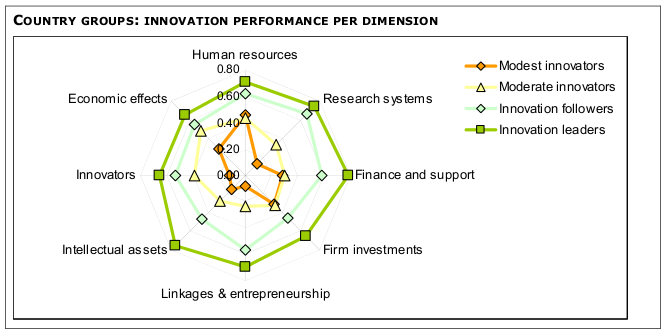 COUNTRY GROUPS: INNOVATION PERFORMANCE PER DIMENSION
Human resources
0.80
Modest innovators
Moderate innovators
Economic effects
0.60
Research systems
Innovation followers
0.40
Innovation leaders
0.20
Innovators
0.00
Finance and support
Intellectual assets
Firm investments
Linkages & entrepreneurship